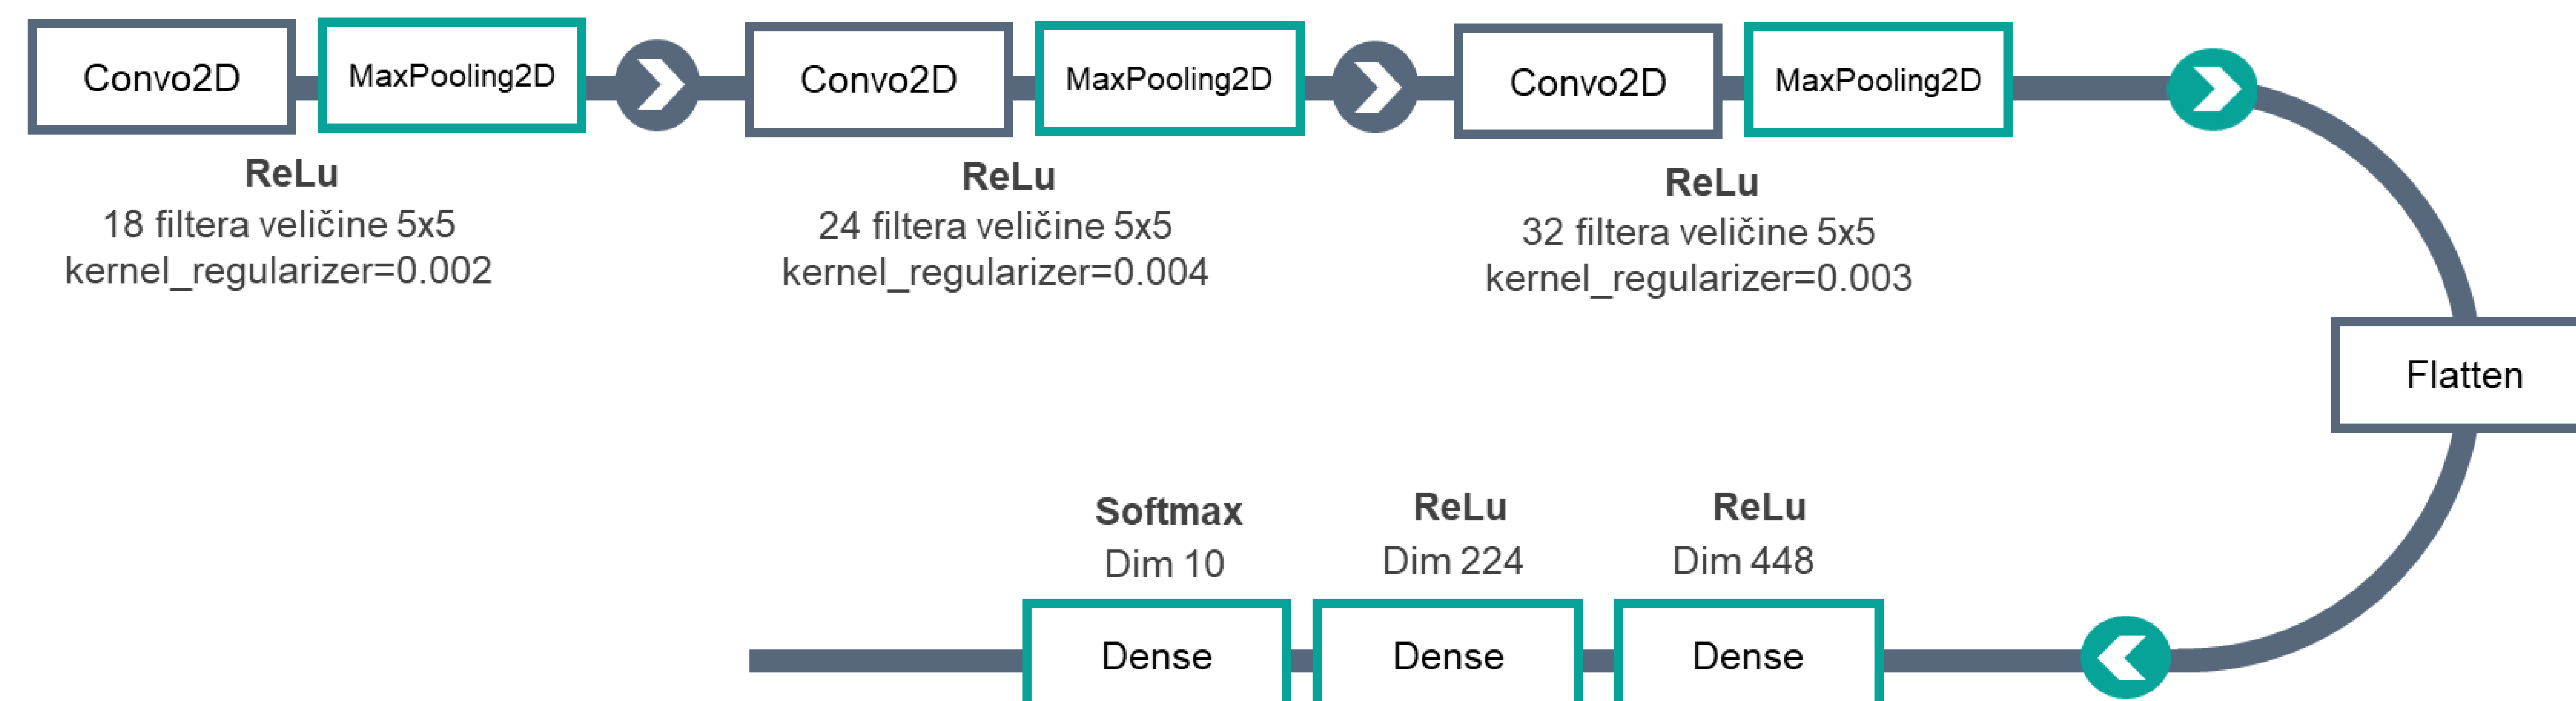 Convo2D
MaxPooling2D
ReLu
18 filtera veličine 5x5
kernel_regularizer=0.002
Convo2D
MaxPooling2D
ReLu
24 filtera veličine 5x5
kernel_regularizer=0.004
Convo2D
MaxPooling2D
ReLu
32 filtera veličine 5x5
kernel_regularizer=0.003
Flatten
ReLu
Dim 448
Dense
ReLu
Dim 224
Dense
Softmax
Dim 10
Dense